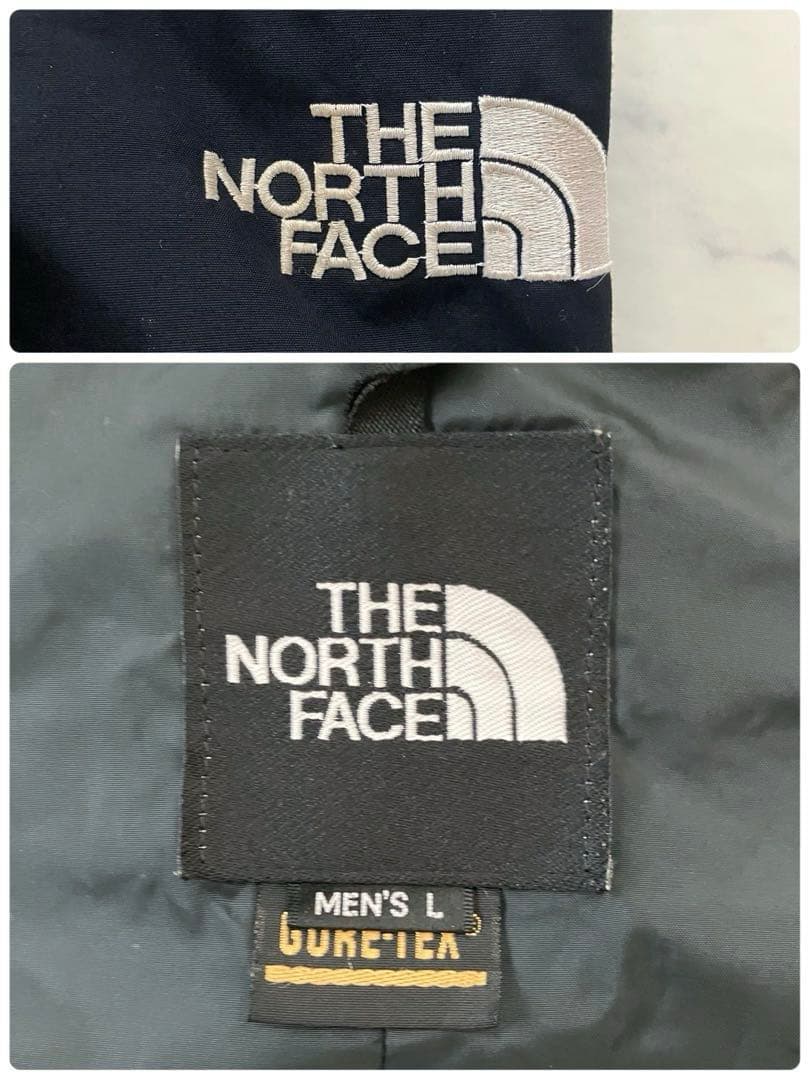 THE
NORTH
FACE
THE
NORTH
FACE
MEN'S L
GORE-TEX